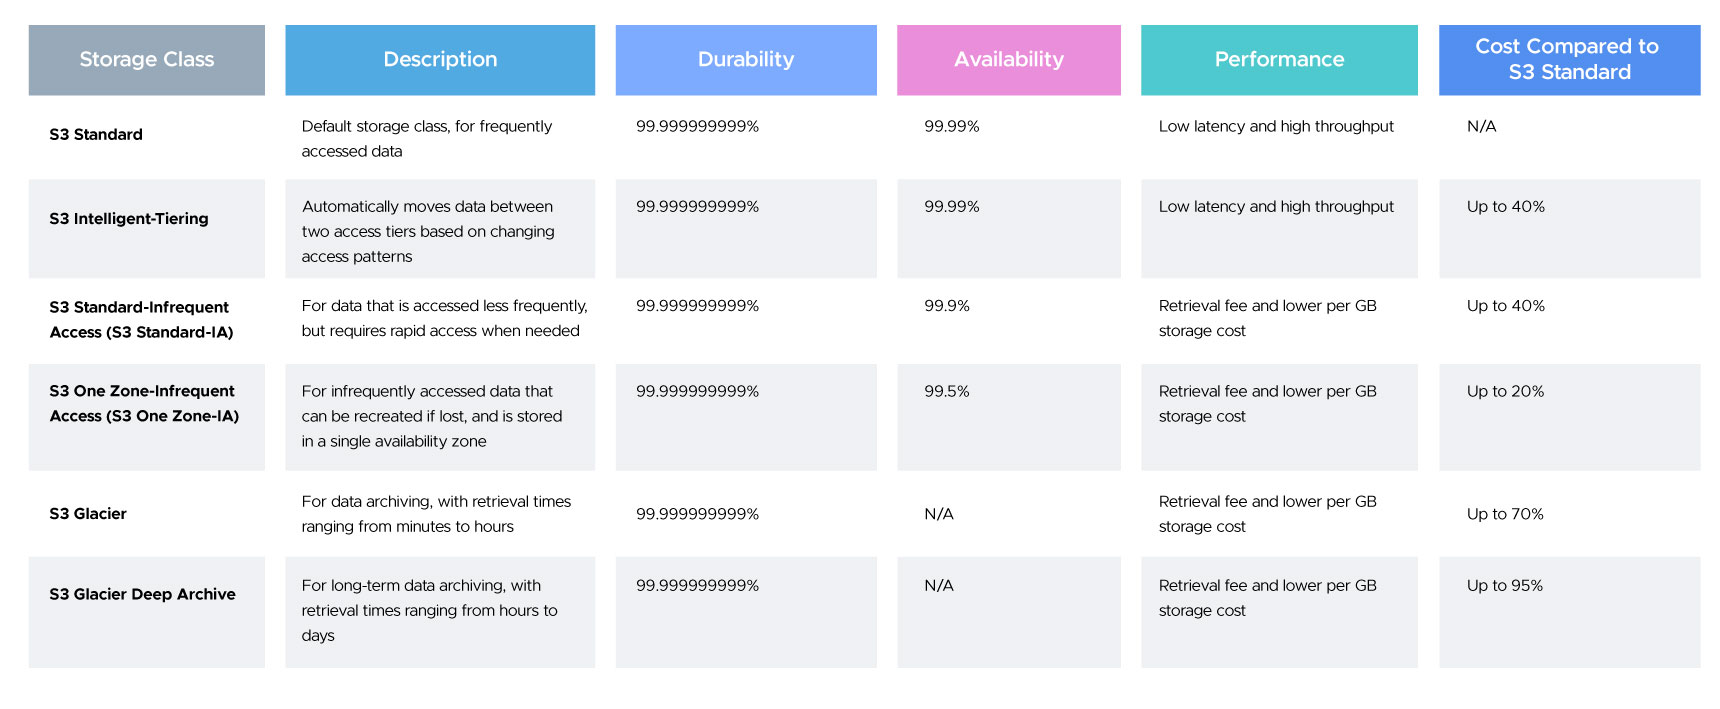 Storage Class
Description
Durability
Availability
Performance
Cost Compared to
S3 Standard
S3 Standard
Default storage class, for frequently
accessed data
99.999999999%
99.99%
Low latency and high throughput
N/A
S3 Intelligent-Tiering
Automatically moves data between
two access tiers based on changing
access patterns
99.999999999%
99.99%
Low latency and high throughput
Up to 40%
S3 Standard-Infrequent
Access (S3 Standard-IA)
For data that is accessed less frequently,
but requires rapid access when needed
99.999999999%
99.9%
Retrieval fee and lower per GB
storage cost
Up to 40%
S3 One Zone-Infrequent
Access (S3 One Zone-IA)
For infrequently accessed data that
can be recreated if lost, and is stored
in a single availability zone
99.999999999%
99.5%
Retrieval fee and lower per GB
storage cost
Up to 20%
S3 Glacier
For data archiving, with retrieval times
ranging from minutes to hours
99.999999999%
N/A
Retrieval fee and lower per GB
storage cost
Up to 70%
S3 Glacier Deep Archive
For long-term data archiving, with
retrieval times ranging from hours to
days
99.999999999%
N/A
Retrieval fee and lower per GB
storage cost
Up to 95%